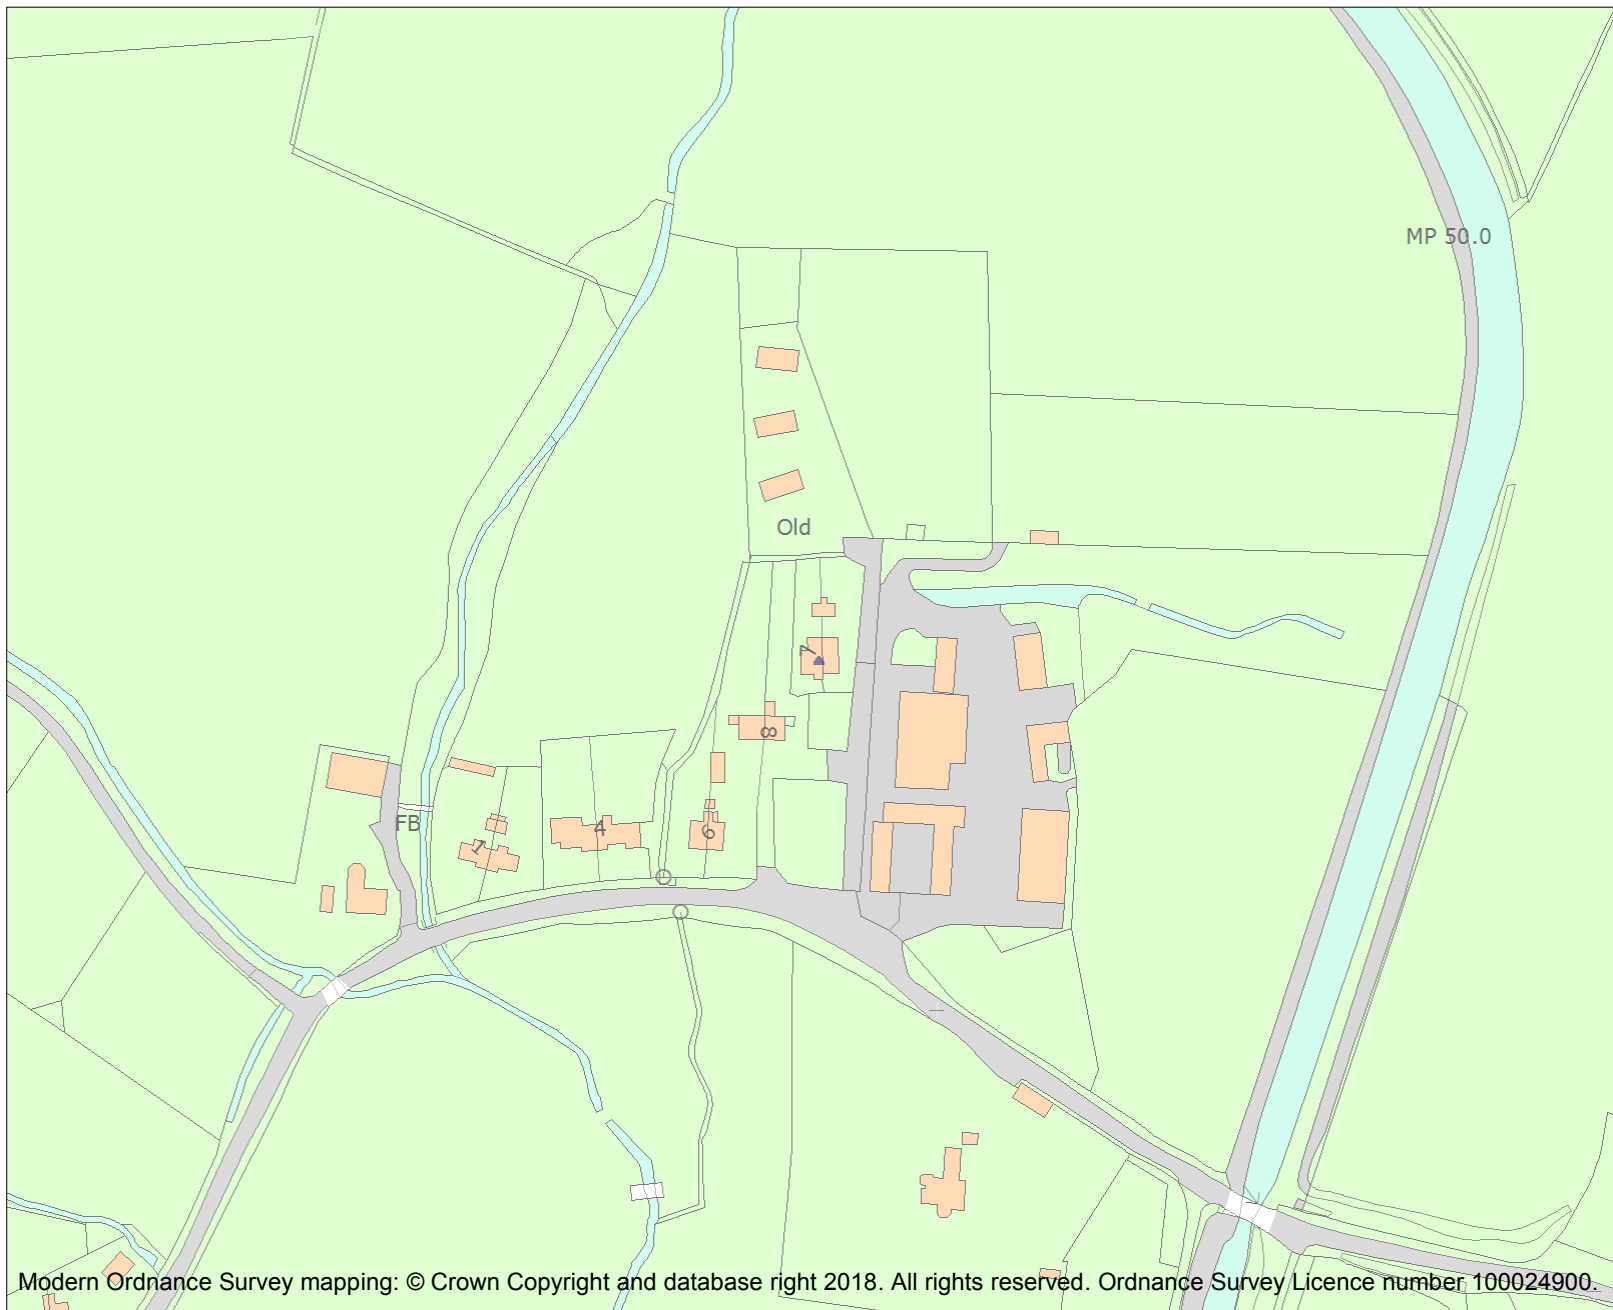 MP 50.0
Old
7
8
FB
4
6
1
Modern Ordnance Survey mapping: © Crown Copyright and database right 2018. All rights reserved. Ordnance Survey Licence number 100024900.